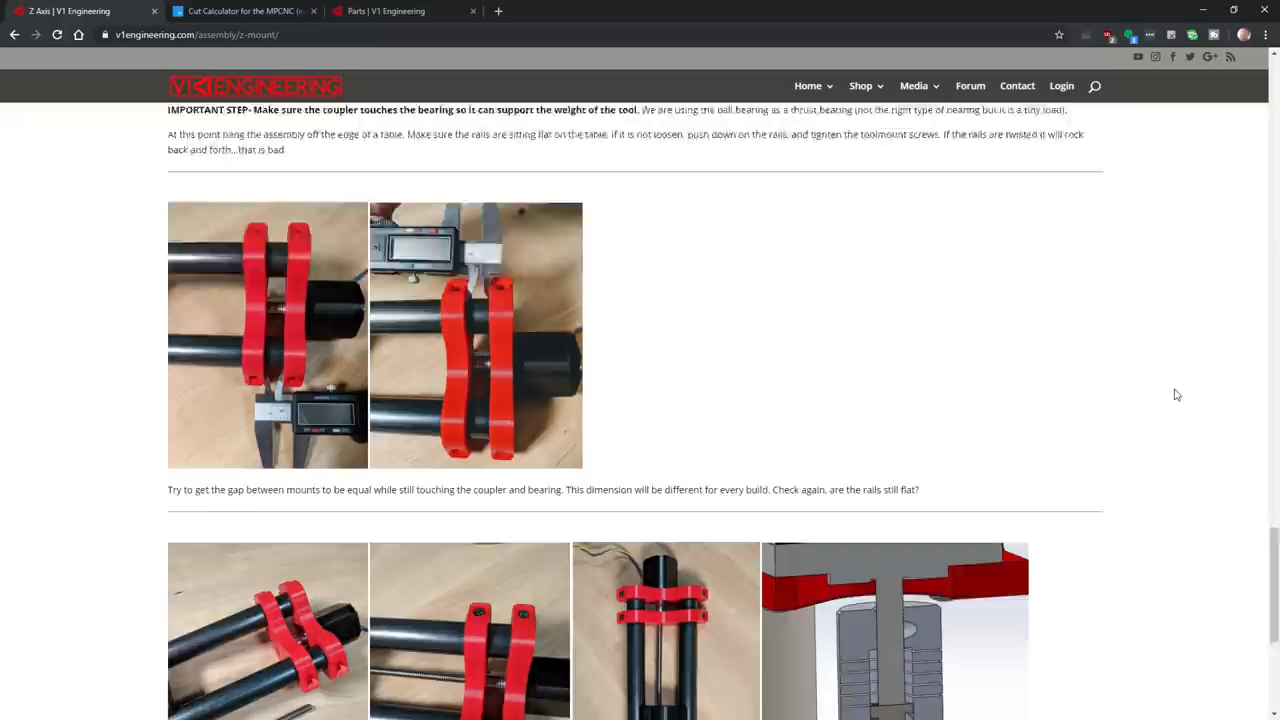 Z Axis | V1 Engineering
Cut Calculator for the MPCNC (m
Parts | V1 Engineering
v1engineering.com/assembly/z-mount/
V1 ENGINEERING
Home Shop Media Forum Contact Login
IMPORTANT STEP- Make sure the coupler touches the bearing so it can support the weight of the tool. We are using the ball bearing as a thrust bearing (not the right type of bearing but it is a tiny load).
At this point hang the assembly off the edge of a table. Make sure the rails are sitting flat on the table, if it is not loosen, push down on the rails, and tighten the toolmount screws. If the rails are twisted it will rock
back and forth...that is bad
Try to get the gap between mounts to be equal while still touching the coupler and bearing. This dimension will be different for every build. Check again, are the rails still flat?